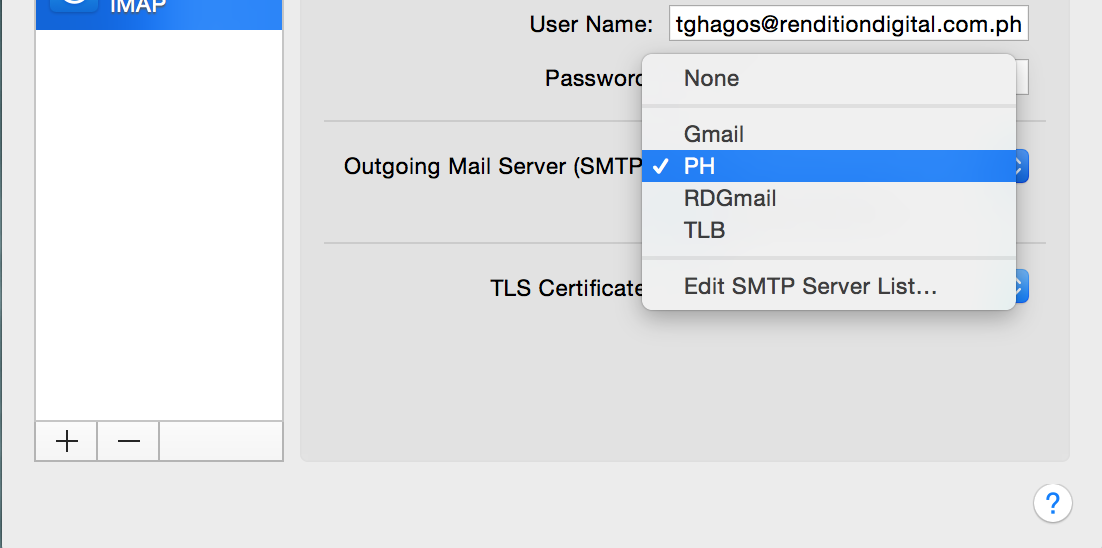 IMAP
User Name: tghagos@renditiondigital.com.ph
Password
None
Gmail
Outgoing Mail Server (SMTP
✓ PH
RDGmail
TLB
TLS Certificate
Edit SMTP Server List...
+ −
?